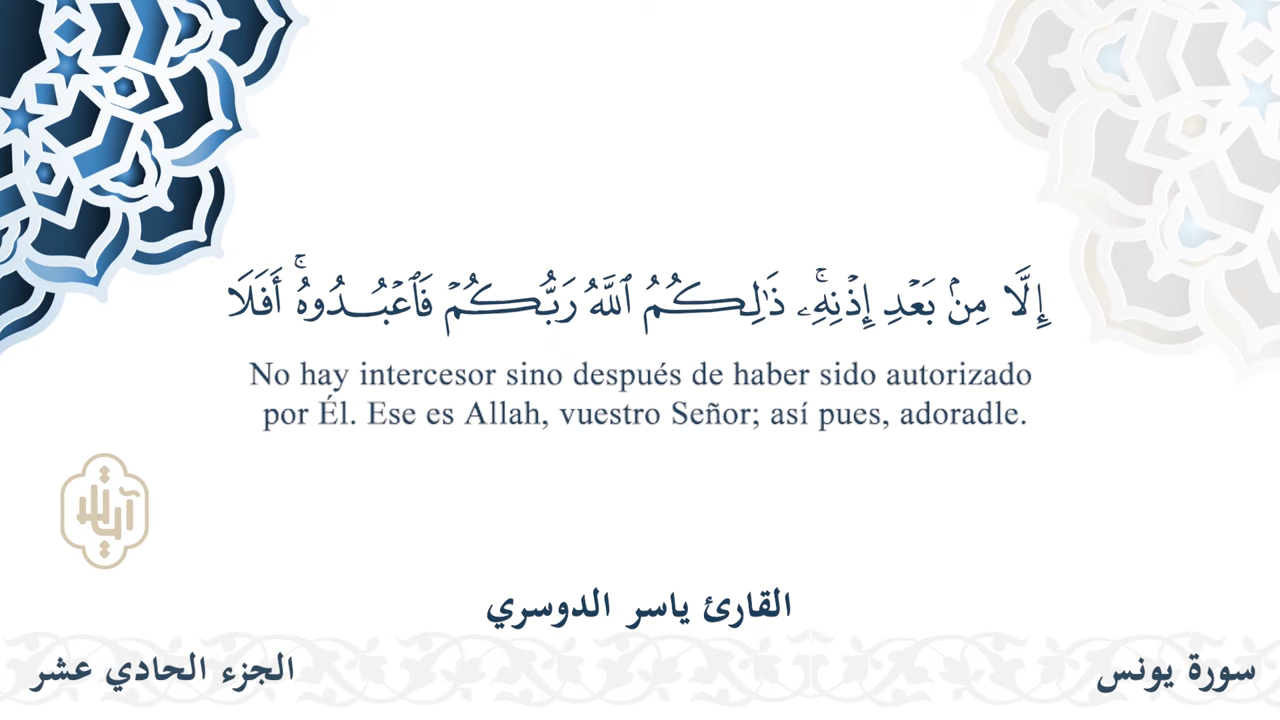 إِلَّا مِنۢ بَعۡدِ إِذۡنِهِۦۚ ذَٰلِكُمُ ٱللَّهُ رَبُّكُمۡ فَٱعۡبُدُوهُۚ أَفَلَا
No hay intercesor sino después de haber sido autorizado
por Él. Ese es Allah, vuestro Señor; así pues, adoradle.
القارئ ياسر الدوسري
سورة يونس
الجزء الحادي عشر